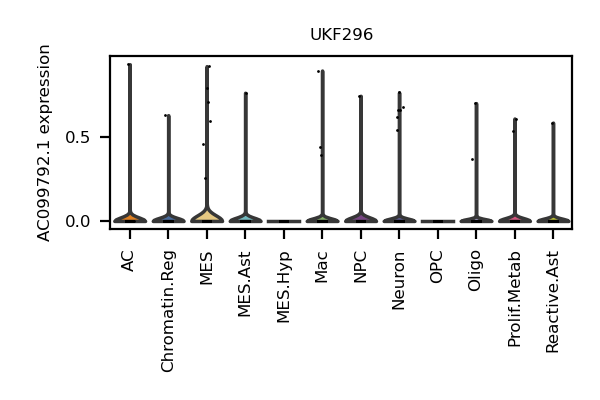 UKF296
AC099792.1 expression
0.5
0.0
AC
Chromatin.Reg
MES
MES.Ast
MES.Hyp
Mac
NPC
Neuron
OPC
Oligo
Prolif.Metab
Reactive.Ast